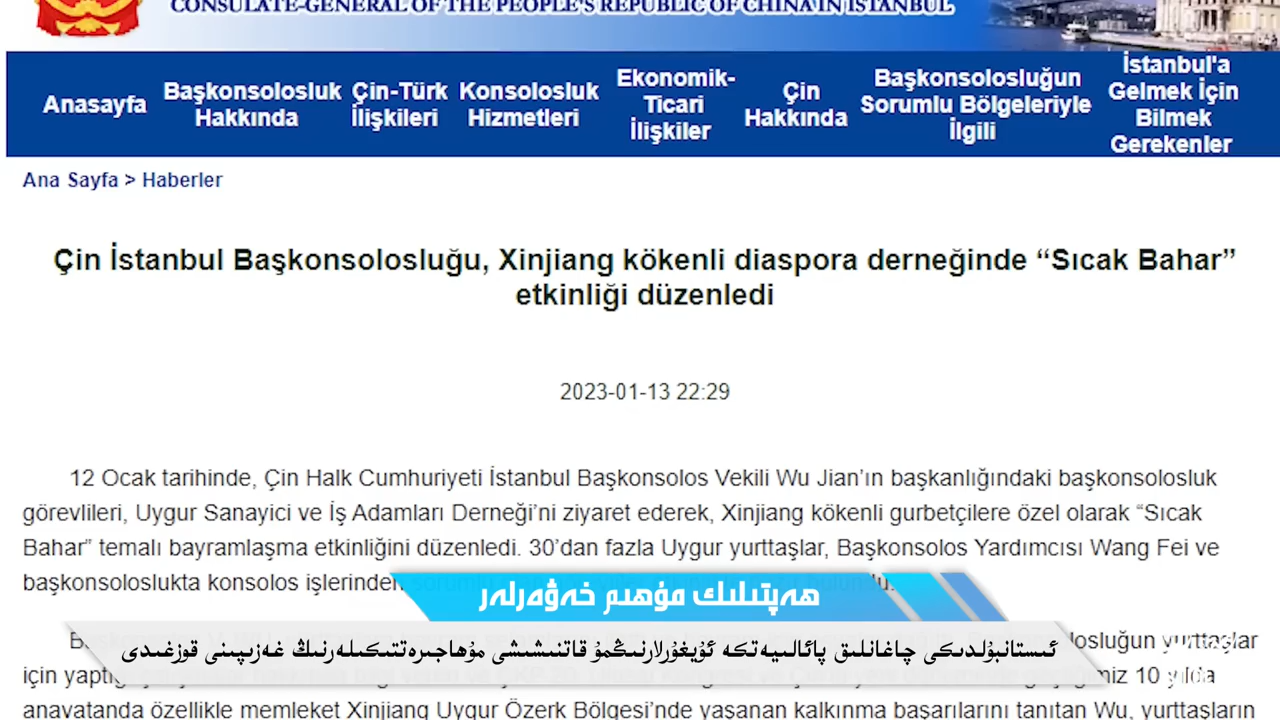 CONSULATE-GENERAL OF THE PEOPLE'S REPUBLIC OF CHINA IN ISTANBUL
Anasayfa
Başkonsolosluk
Hakkında
Çin-Türk
İlişkileri
Konsolosluk
Hizmetleri
Ekonomik-
Ticari
İlişkiler
Çin
Hakkında
Başkonsolosluğun
Sorumlu Bölgeleriyle
İlgili
İstanbul'a
Gelmek İçin
Bilmek
Gerekenler
Ana Sayfa > Haberler
Çin İstanbul Başkonsolosluğu, Xinjiang kökenli diaspora derneğinde “Sıcak Bahar”
etkinliği düzenledi
2023-01-13 22:29
12 Ocak tarihinde, Çin Halk Cumhuriyeti İstanbul Başkonsolos Vekili Wu Jian’ın başkanlığındaki başkonsolosluk
görevlileri, Uygur Sanayici ve İş Adamları Derneği’ni ziyaret ederek, Xinjiang kökenli gurbetçilere özel olarak “Sıcak
Bahar” temalı bayramlaşma etkinliğini düzenledi. 30’dan fazla Uygur yurttaşlar, Başkonsolos Yardımcısı Wang Fei ve
başkonsoloslukta konsolos işlerinden
ھەپتىلىك مۇھىم خەۋەرلەر
ئىستانبۇلدىكى چاغانلىق پائالىيەتكە ئۇيغۇرلارنىڭمۇ قاتنىشىشى مۇھاجىرەتتىكىلەرنىڭ غەزىپىنى قوزغىدى
yurttaşlar
için
10 yılda
anavatanda özellikle memleket Xinjiang Uygur Özerk Bölgesi’nde yaşanan kalkınma başarılarını tanıtan Wu, yurttaşların